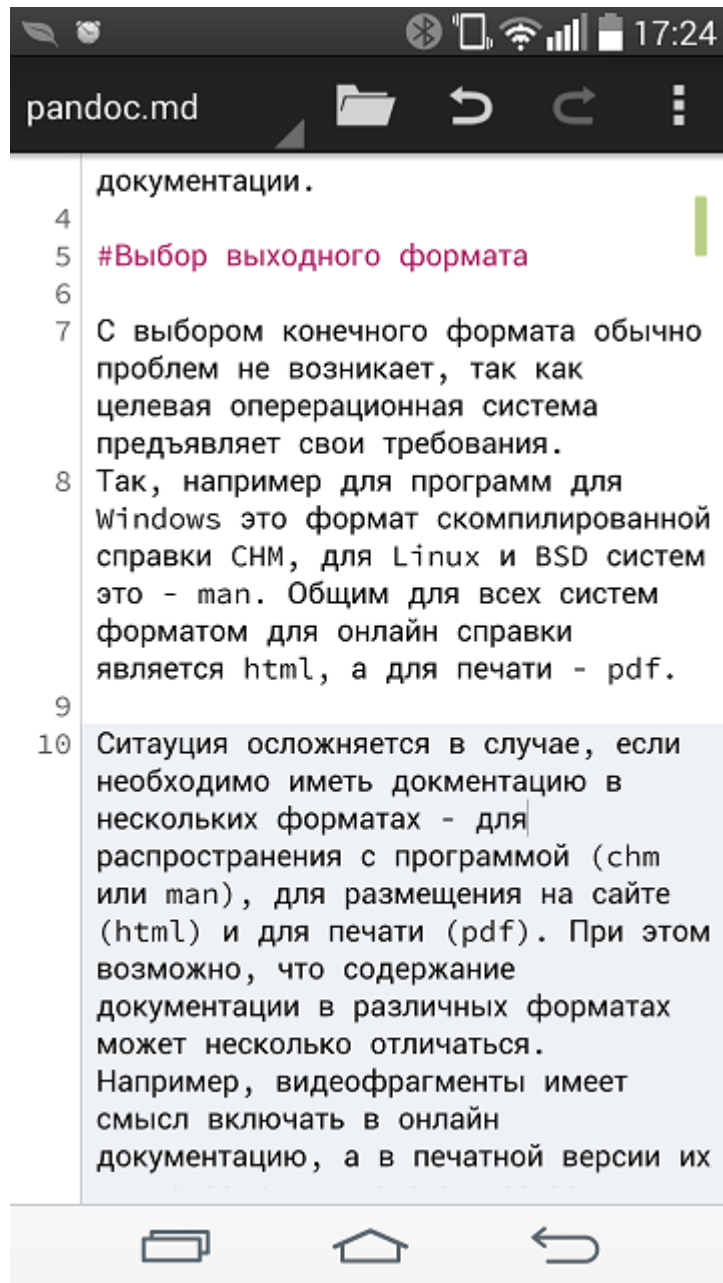 17:24
pandoc.md
документации.
4
5 #Выбор выходного формата
6
7 С выбором конечного формата обычно
проблем не возникает, так как
целевая оперерационная система
предъявляет свои требования.
8 Так, например для программ для
Windows это формат скомпилированной
справки CHM, для Linux и BSD систем
это - man. Общим для всех систем
форматом для онлайн справки
является html, а для печати - pdf.
9
10 Ситауция осложняется в случае, если
необходимо иметь докментацию в
нескольких форматах - для
распространения с программой (chm
или man), для размещения на сайте
(html) и для печати (pdf). При этом
возможно, что содержание
документации в различных форматах
может несколько отличаться.
Например, видеофрагменты имеет
смысл включать в онлайн
документацию, а в печатной версии их